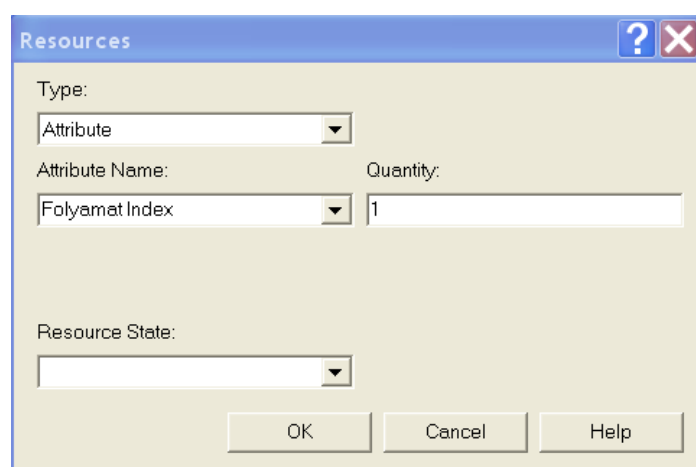 Resources
Type:
Attribute
Attribute Name: Quantity:
Folyamat Index 1
Resource State:
OK Cancel Help